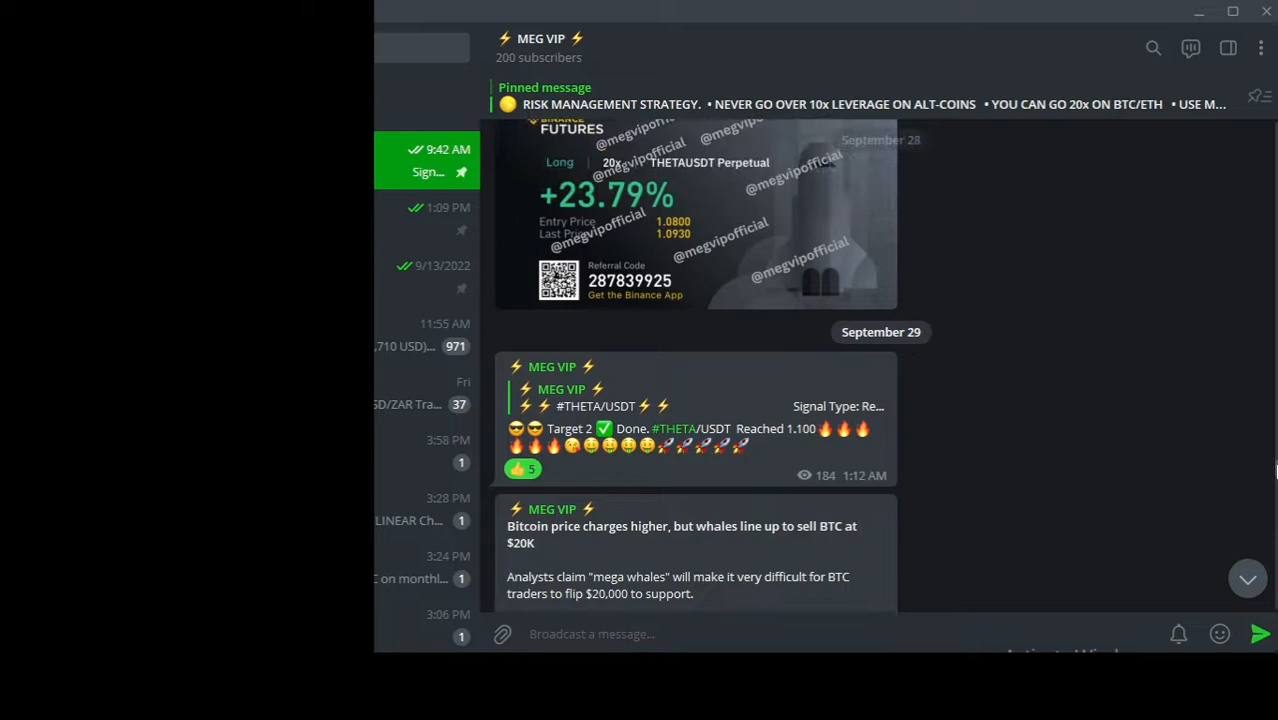 ⚡ MEG VIP ⚡
200 subscribers
Pinned message
🟡 RISK MANAGEMENT STRATEGY. • NEVER GO OVER 10x LEVERAGE ON ALT-COINS • YOU CAN GO 20x ON BTC/ETH • USE M...
9:42 AM
Sign...
1:09 PM
9/13/2022
11:55 AM
,710 USD)... 971
Fri
D/ZAR Tra... 37
3:58 PM
1
3:28 PM
LINEAR Ch... 1
3:24 PM
on monthl... 1
3:06 PM
1
September 28
BINANCE
FUTURES
Long 20x THETAUSDT Perpetual
+23.79%
Entry Price 1.0800
Last Price 1.0930
Referral Code
287839925
Get the Binance App
@megvipofficial
@megvipofficial
@megvipofficial
@megvipofficial
@megvipofficial
@megvipofficial
September 29
⚡ MEG VIP ⚡
⚡ MEG VIP ⚡
⚡⚡ #THETA/USDT⚡⚡ Signal Type: Re...
😎😎 Target 2 ✅ Done. #THETA/USDT Reached 1.100🔥🔥🔥
🔥🔥🔥😘🤑🤑🤑🤑🚀🚀🚀🚀🚀
👍 5
184 1:12 AM
⚡ MEG VIP ⚡
Bitcoin price charges higher, but whales line up to sell BTC at
$20K
Analysts claim "mega whales" will make it very difficult for BTC
traders to flip $20,000 to support.
Broadcast a message...